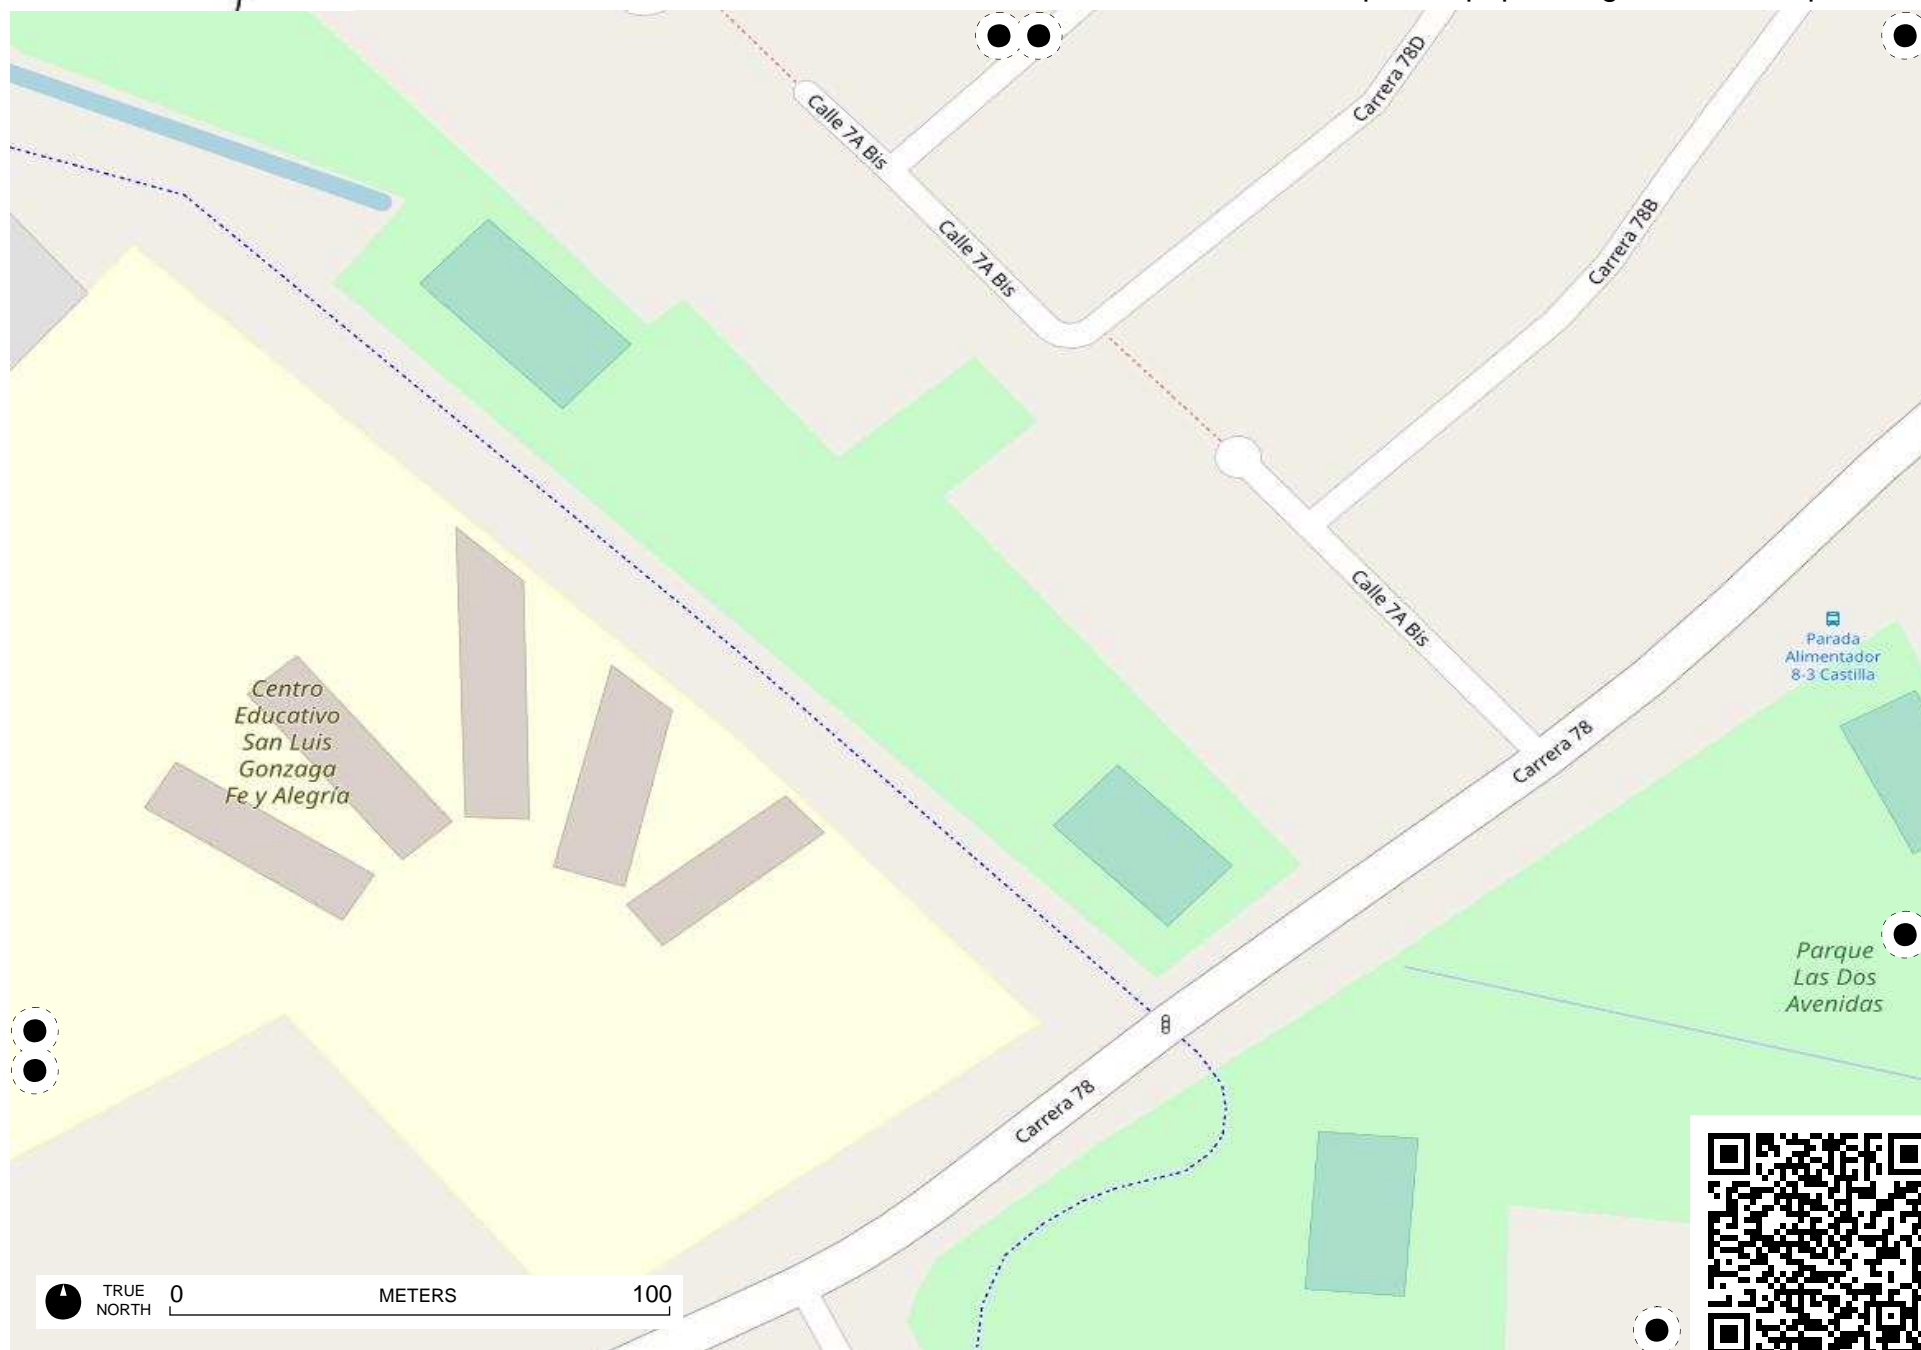 Carrera 78D
Calle 7A Bis
Carrera 78B
Calle 7A Bis
Calle 7A Bis
Parada
Alimentador
8-3 Castilla
Centro
Educativo
San Luis
Gonzaga
Fe y Alegría
Carrera 78
Parque
Las Dos
Avenidas
Carrera 78
TRUE
NORTH
0 METERS 100